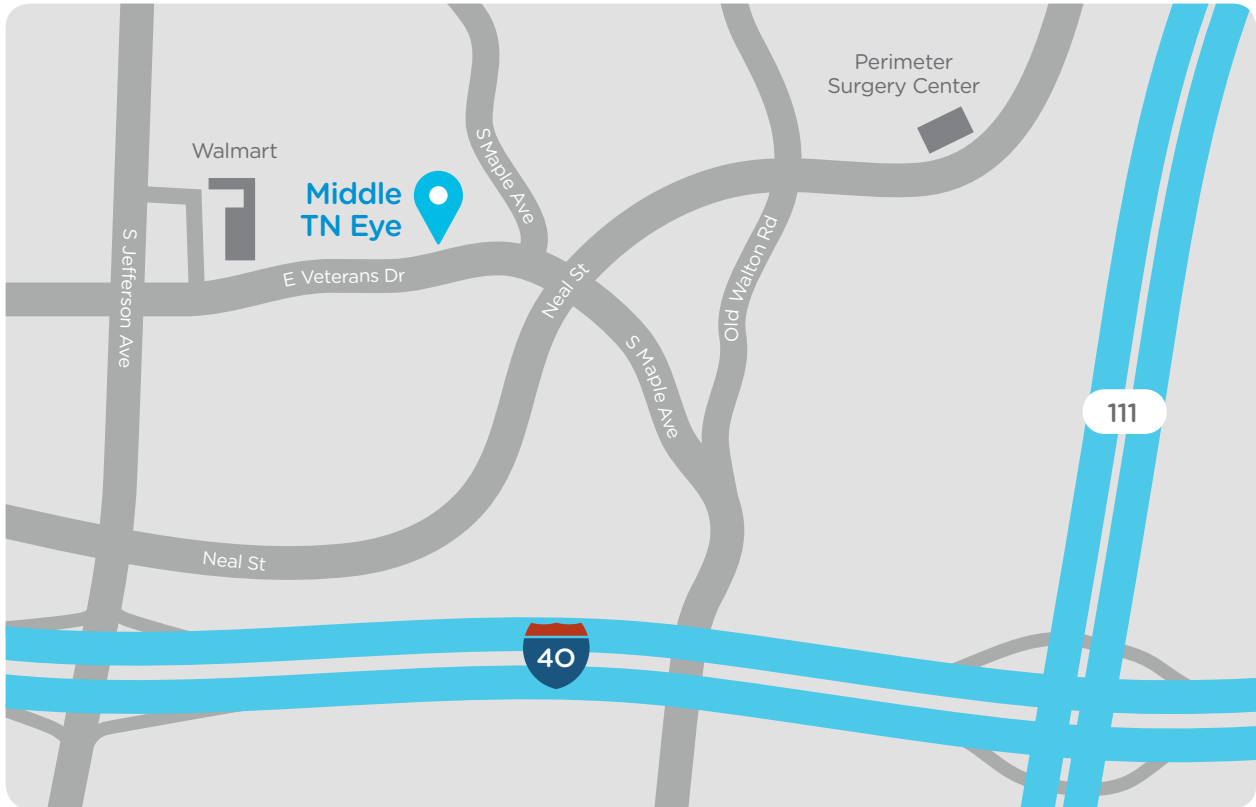 Perimeter
Surgery Center
Walmart
S Maple Ave
Middle
TN Eye
E Veterans Dr
S Jefferson Ave
Neal St
Old Walton Rd
S Maple Ave
111
Neal St
40